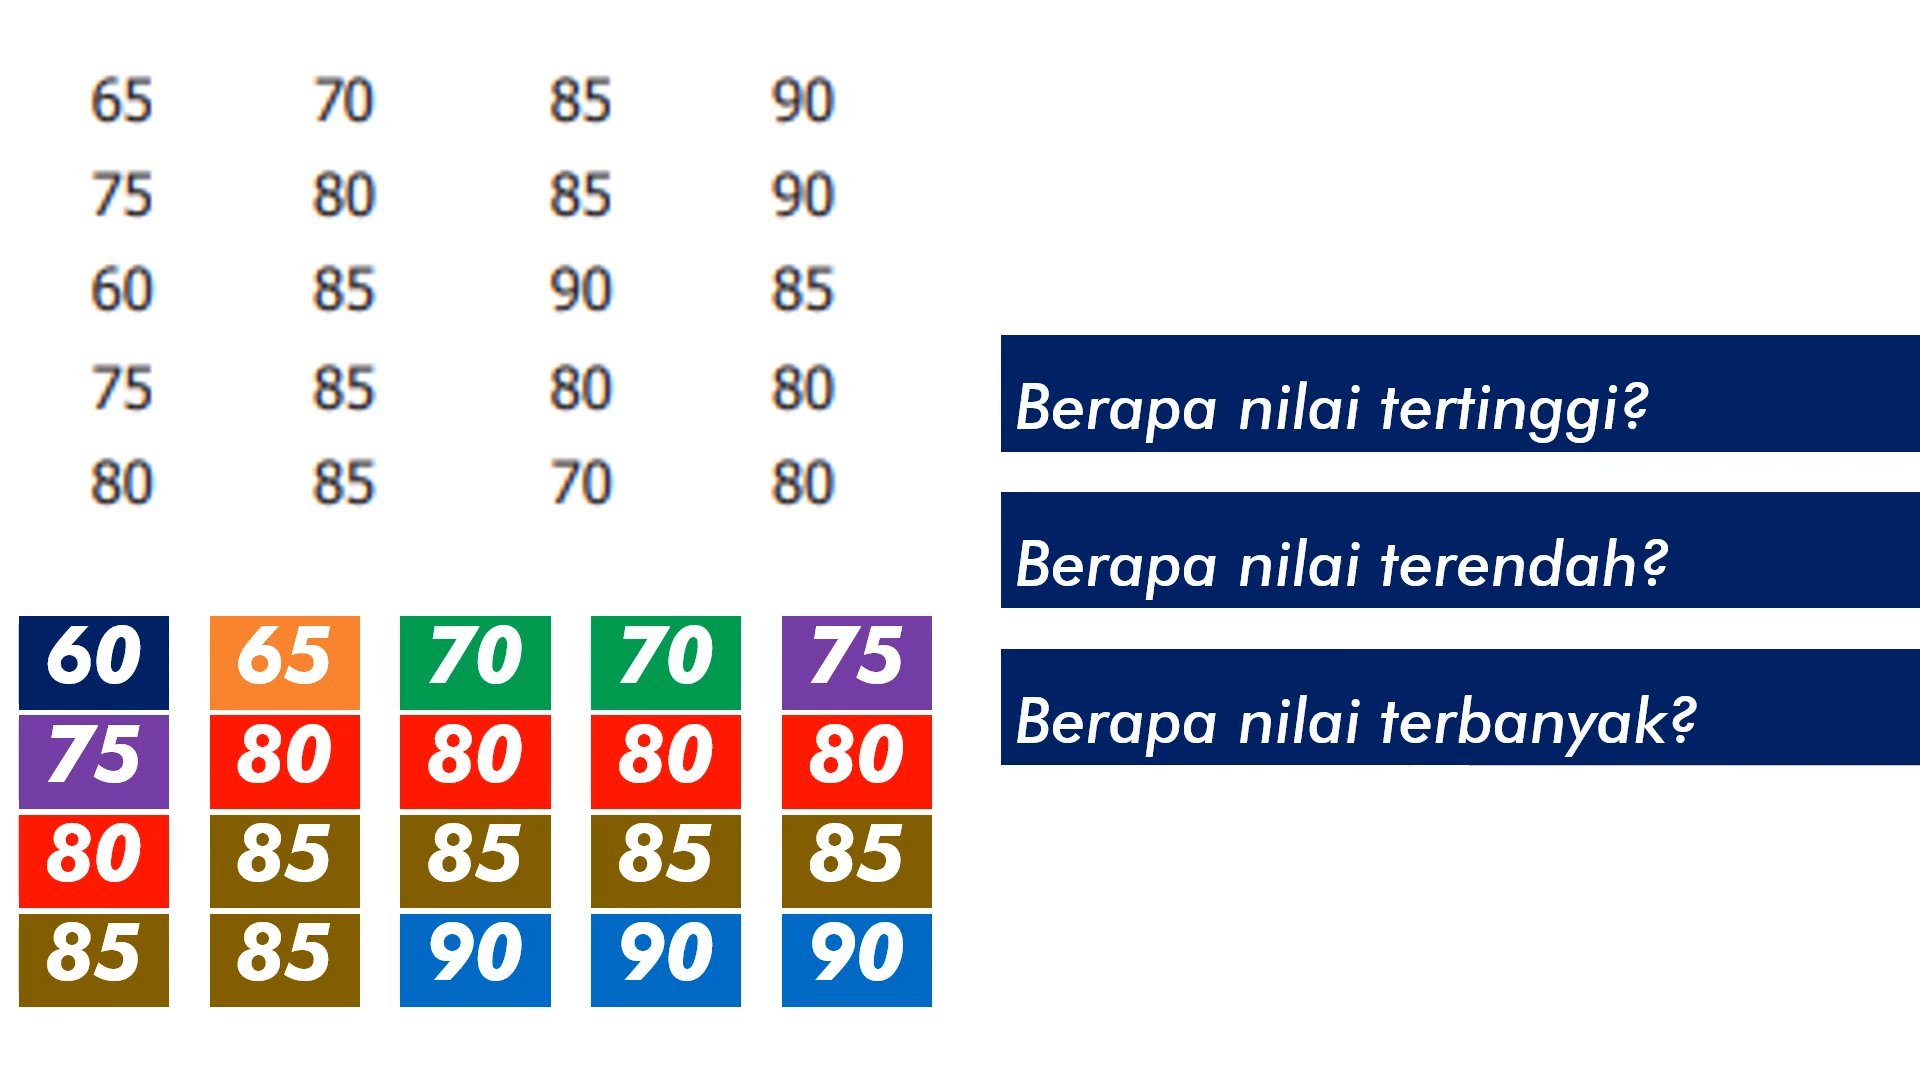 65 70 85 90
75 80 85 90
60 85 90 85
75 85 80 80
80 85 70 80
60 65 70 70 75
75 80 80 80 80
80 85 85 85 85
85 85 90 90 90
Berapa nilai tertinggi?
Berapa nilai terendah?
Berapa nilai terbanyak?